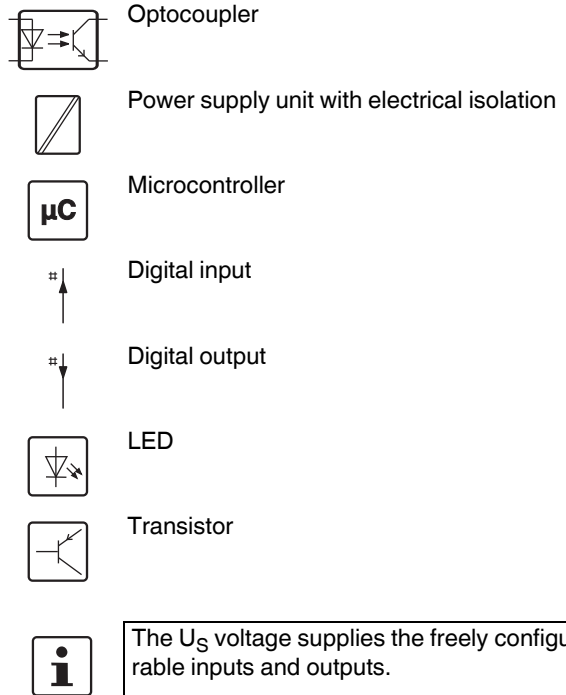 Optocoupler
Power supply unit with electrical isolation
µC
Microcontroller
#
Digital input
#
Digital output
LED
Transistor
i
The US voltage supplies the freely configu
rable inputs and outputs.